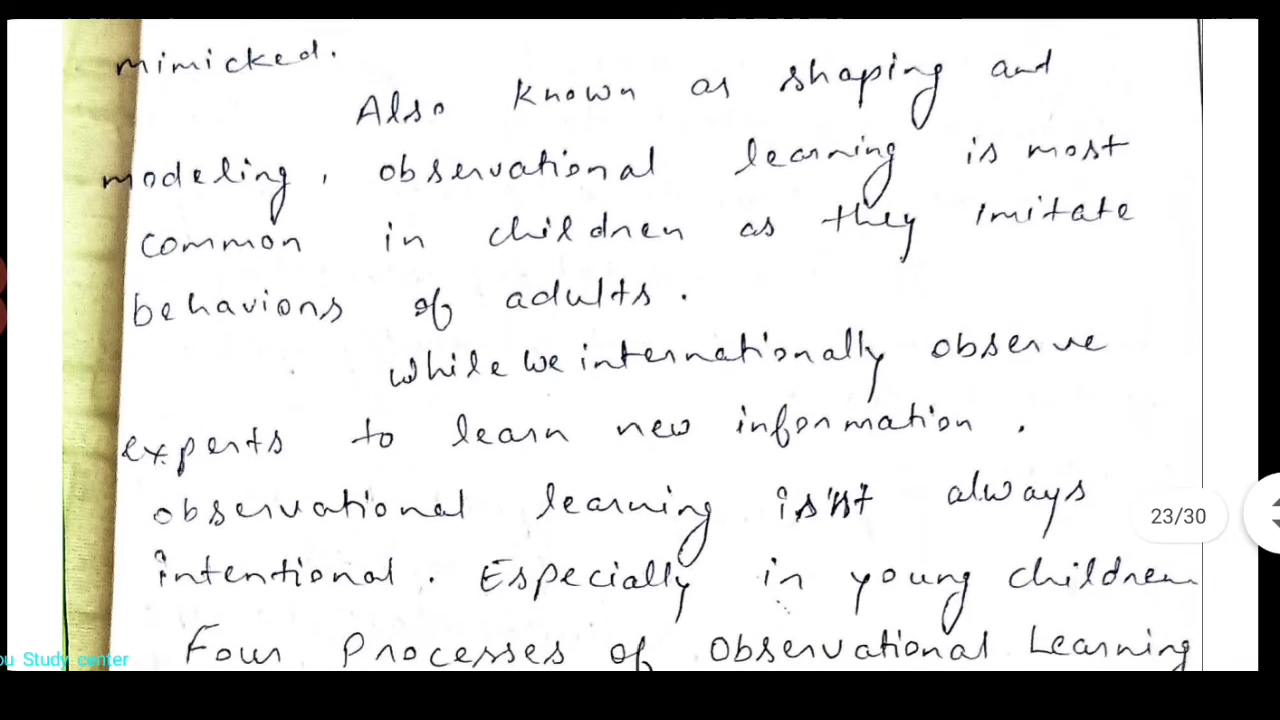 mimicked.
Also known as shaping and
modeling, observational learning is most
common in children as they imitate
behaviors of adults.
While we internationally observe
experts to learn new information.
observational learning isn't always
intentional. Especially in young children
23/30
Four Processes of Observational Learning
ou Study center